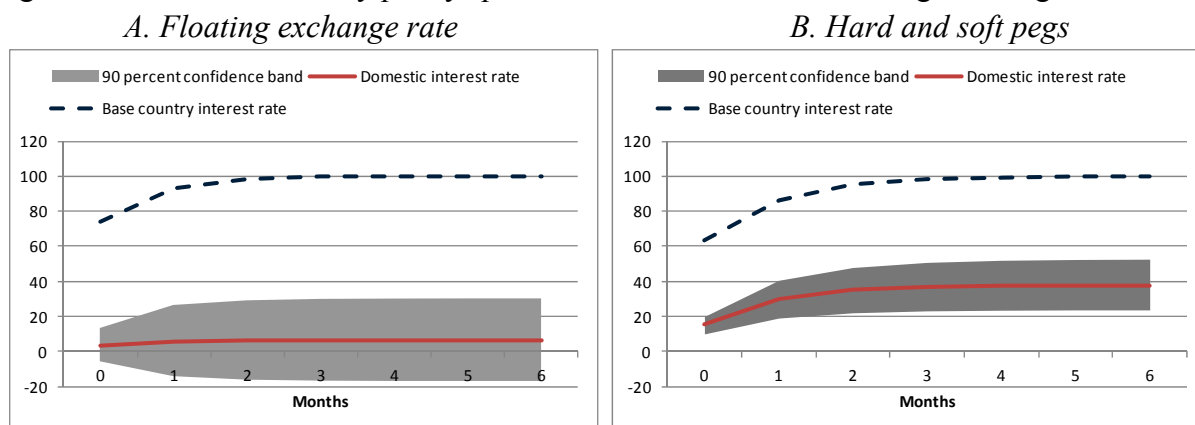 A. Floating exchange rate
B. Hard and soft pegs
90 percent confidence band
Domestic interest rate
Base country interest rate
120
100
80
60
40
20
0
-20
0 1 2 3 4 5 6
Months
90 percent confidence band
Domestic interest rate
Base country interest rate
120
100
80
60
40
20
0
-20
0 1 2 3 4 5 6
Months